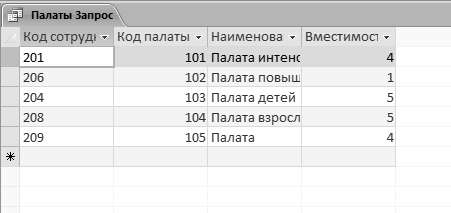 Палаты Запрос
Код сотрудн Код палаты Наименова Вместимост
201 101 Палата интенс 4
206 102 Палата повыш 1
204 103 Палата детей 5
208 104 Палата взросл 5
209 105 Палата 4